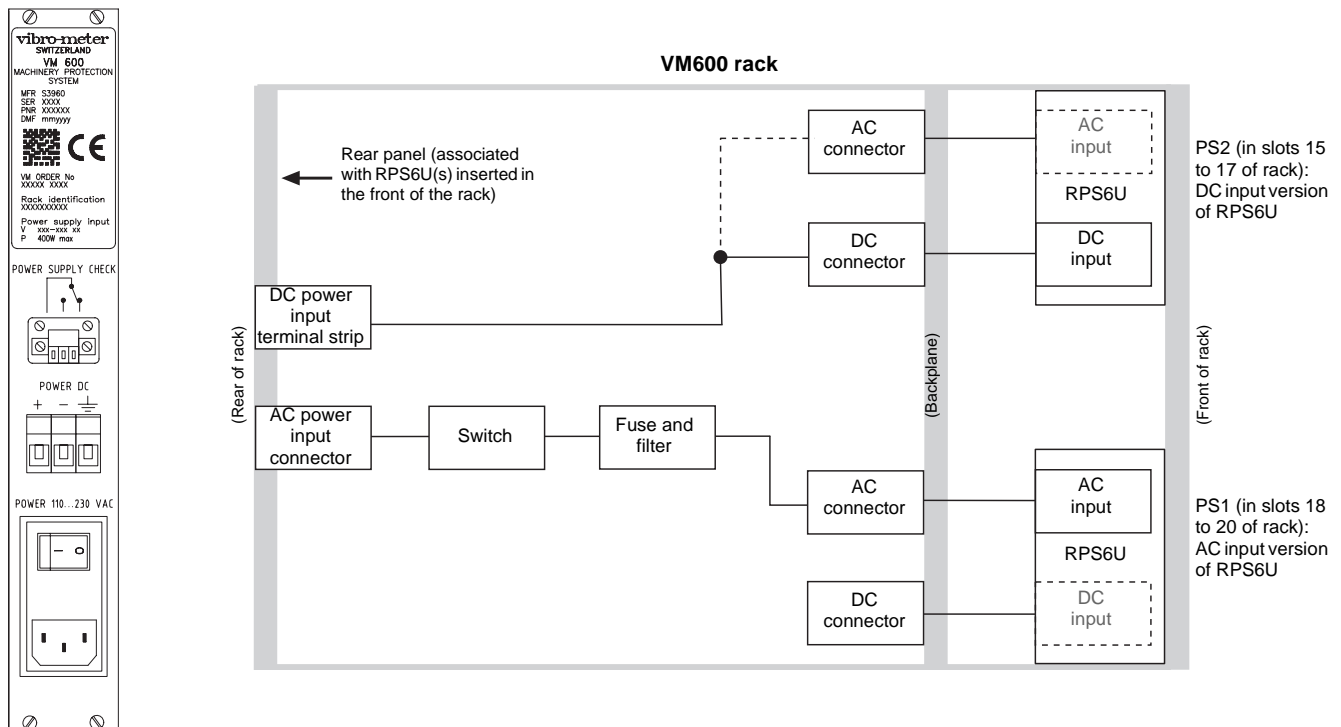 vibro-meter
SWITZERLAND
VM 600
MACHINERY PROTECTION
SYSTEM
MFR S3960
SER XXXX
PNR XXXXXX
DMF mmyyyy
CE
VM ORDER No
XXXXX XXXX
Rack identification
XXXXXXXXXX
Power supply input
V xxx-xxx xx
P 400W max
POWER SUPPLY CHECK
POWER DC
+ −
POWER 110...230 VAC
– O
VM600 rack
Rear panel (associated
with RPS6U(s) inserted in
the front of the rack)
(Rear of rack)
DC power
input
terminal strip
AC power
input
connector
Switch
Fuse and
filter
AC
connector
DC
connector
AC
connector
DC
connector
(Backplane)
AC
input
RPS6U
DC
input
AC
input
RPS6U
DC
input
(Front of rack)
PS2 (in slots 15
to 17 of rack):
DC input version
of RPS6U
PS1 (in slots 18
to 20 of rack):
AC input version
of RPS6U